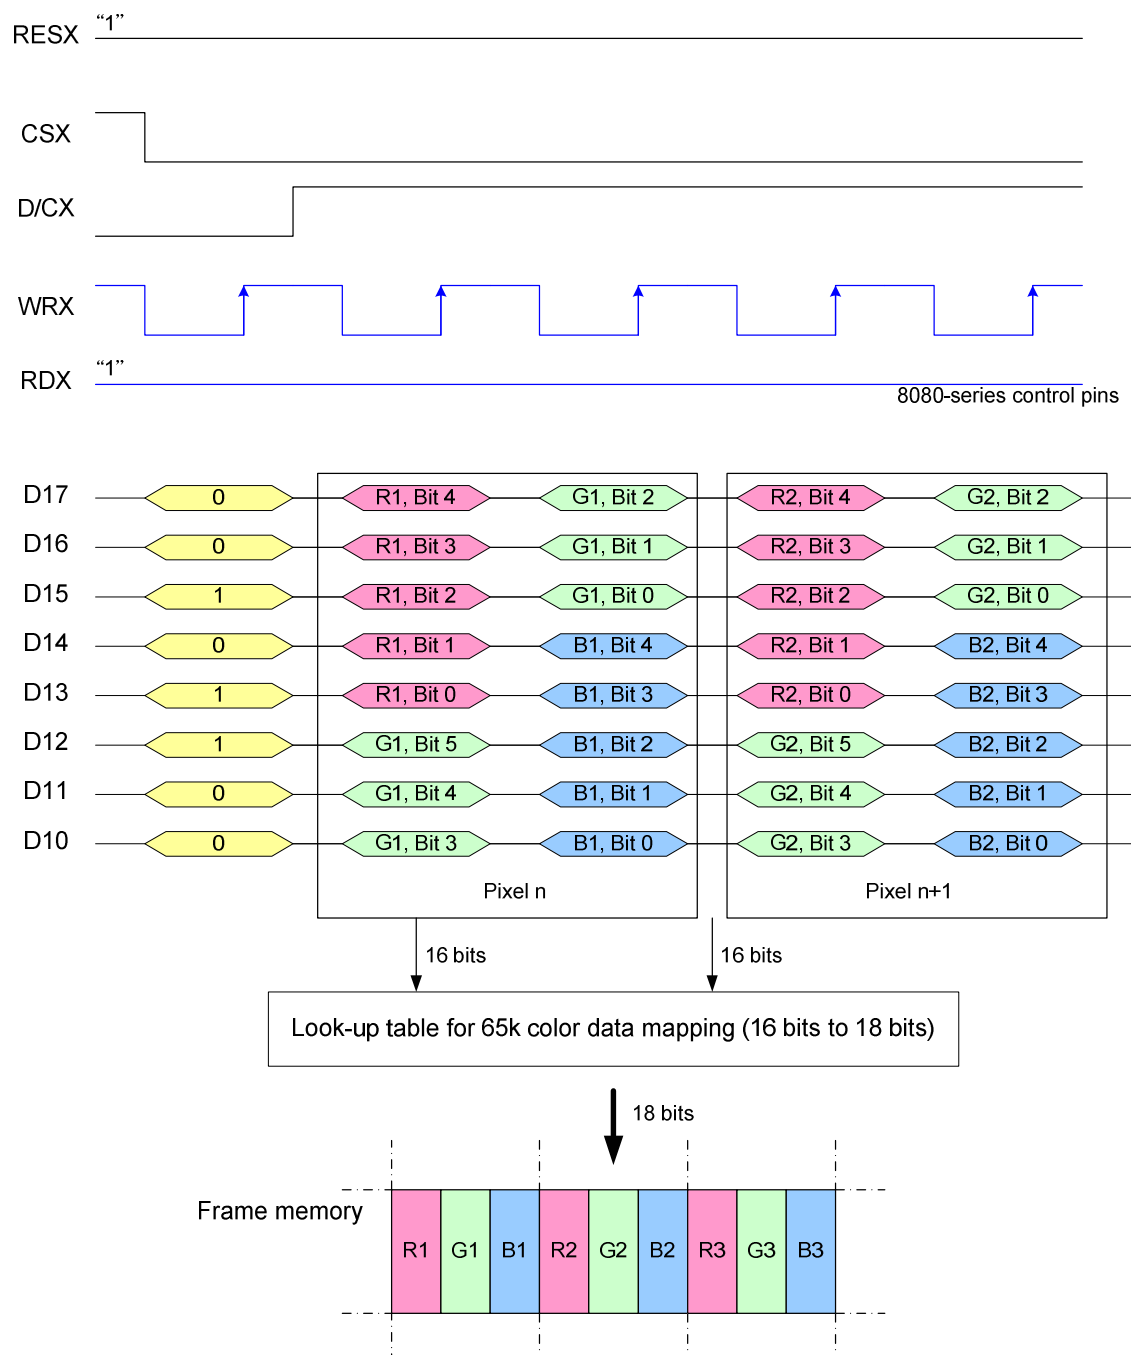 RESX “1”
CSX
D/CX
WRX
RDX “1”
8080-series control pins
D17 0 R1, Bit 4 G1, Bit 2 R2, Bit 4 G2, Bit 2
D16 0 R1, Bit 3 G1, Bit 1 R2, Bit 3 G2, Bit 1
D15 1 R1, Bit 2 G1, Bit 0 R2, Bit 2 G2, Bit 0
D14 0 R1, Bit 1 B1, Bit 4 R2, Bit 1 B2, Bit 4
D13 1 R1, Bit 0 B1, Bit 3 R2, Bit 0 B2, Bit 3
D12 1 G1, Bit 5 B1, Bit 2 G2, Bit 5 B2, Bit 2
D11 0 G1, Bit 4 B1, Bit 1 G2, Bit 4 B2, Bit 1
D10 0 G1, Bit 3 B1, Bit 0 G2, Bit 3 B2, Bit 0
Pixel n Pixel n+1
16 bits 16 bits
Look-up table for 65k color data mapping (16 bits to 18 bits)
18 bits
Frame memory
R1 G1 B1 R2 G2 B2 R3 G3 B3